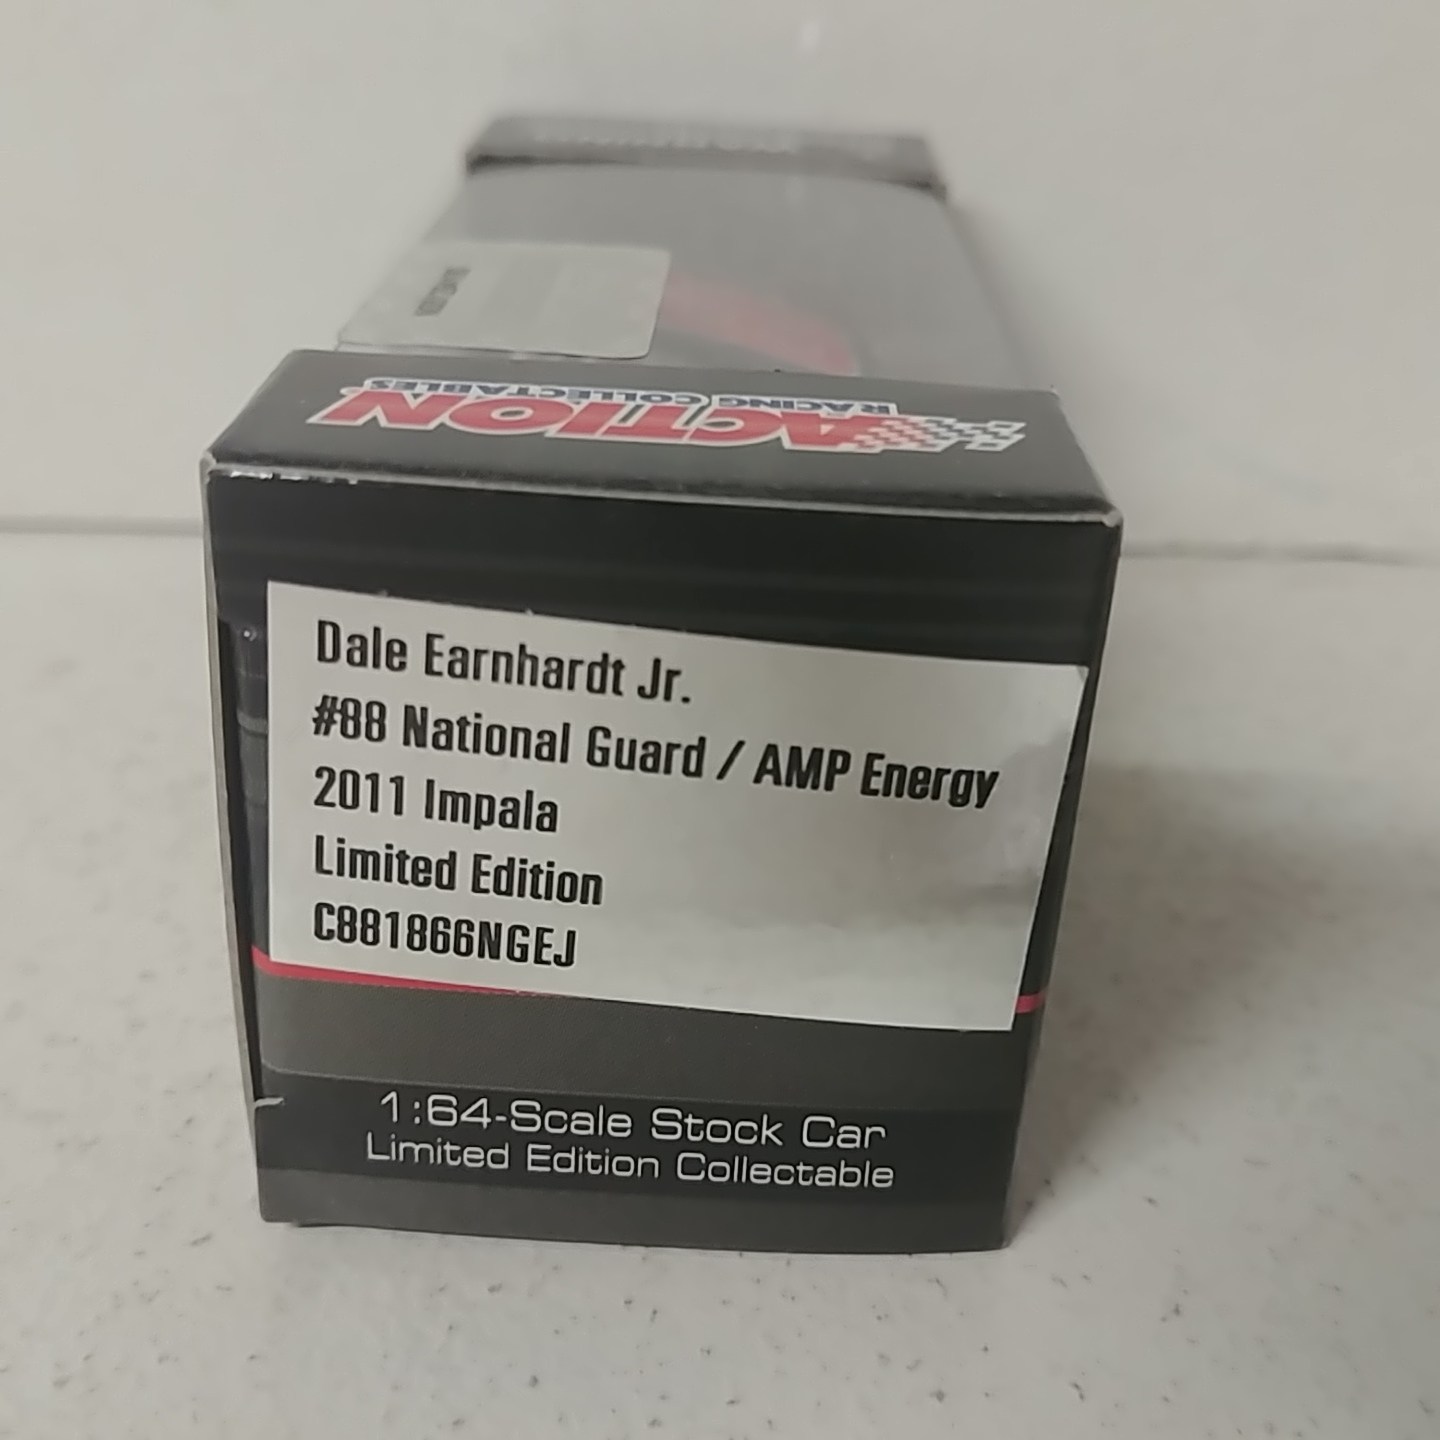 ACTION
RACING COLLECTABLES
Dale Earnhardt Jr.
#88 National Guard / AMP Energy
2011 Impala
Limited Edition
C881866NGEJ
1:64-Scale Stock Car
Limited Edition Collectable